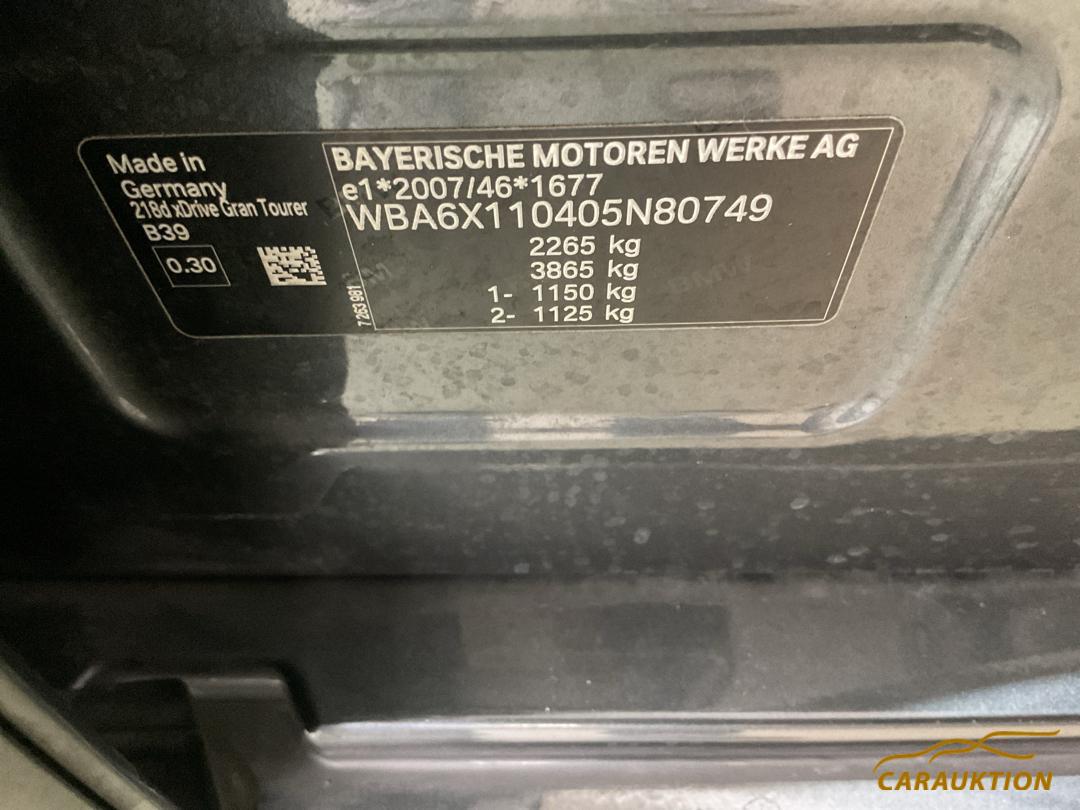 Made in
Germany
218d xDrive Gran Tourer
B39
0.30
BAYERISCHE MOTOREN WERKE AG
e1*2007/46*1677
WBA6X110405N80749
2265 kg
3865 kg
1- 1150 kg
2- 1125 kg
7 263 981
CARAUKTION